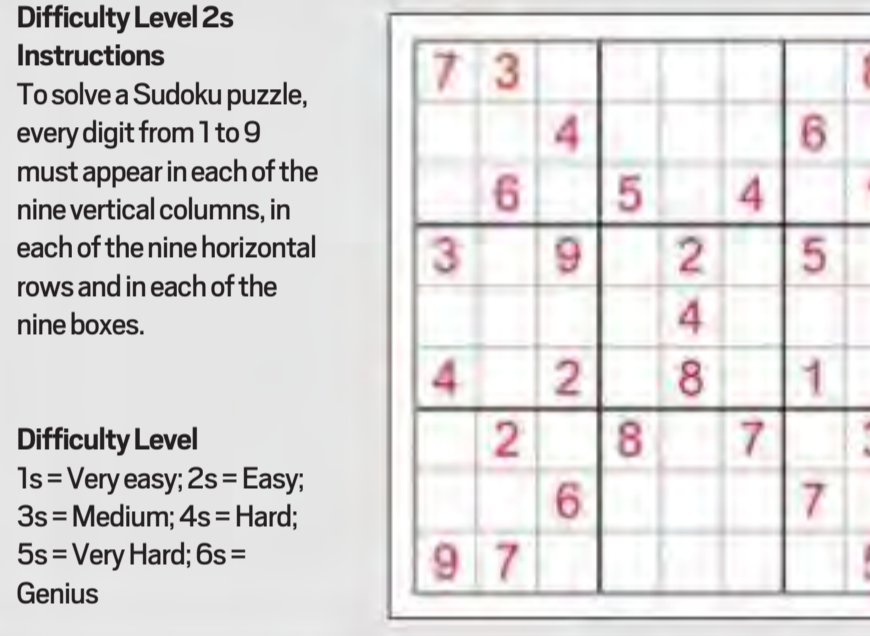 Difficulty Level 2s
Instructions
To solve a Sudoku puzzle,
every digit from 1 to 9
must appear in each of the
nine vertical columns, in
each of the nine horizontal
rows and in each of the
nine boxes.
Difficulty Level
1s = Very easy; 2s = Easy;
3s = Medium; 4s = Hard;
5s = Very Hard; 6s =
Genius
7 3
4 6
6 5 4
3 9 2 5
4
4 2 8 1
2 8 7
6 7
9 7